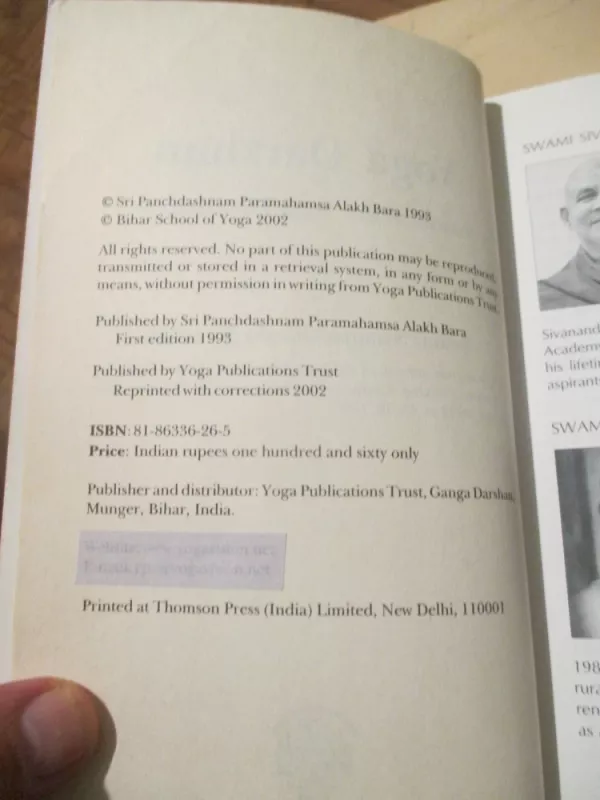 © Sri Panchdashnam Paramahamsa Alakh Bara 1993
© Bihar School of Yoga 2002
All rights reserved. No part of this publication may be reproduced,
transmitted or stored in a retrieval system, in any form or by any
means, without permission in writing from Yoga Publications Trust.
Published by Sri Panchdashnam Paramahamsa Alakh Bara
First edition 1993
Published by Yoga Publications Trust
Reprinted with corrections 2002
ISBN: 81-86336-26-5
Price: Indian rupees one hundred and sixty only
Publisher and distributor: Yoga Publications Trust, Ganga Darshan,
Munger, Bihar, India.
Printed at Thomson Press (India) Limited, New Delhi, 110001
SWAMI SIV
Sivanand
Academy
his lifetim
aspirants
SWAM
198
rura
ren
as